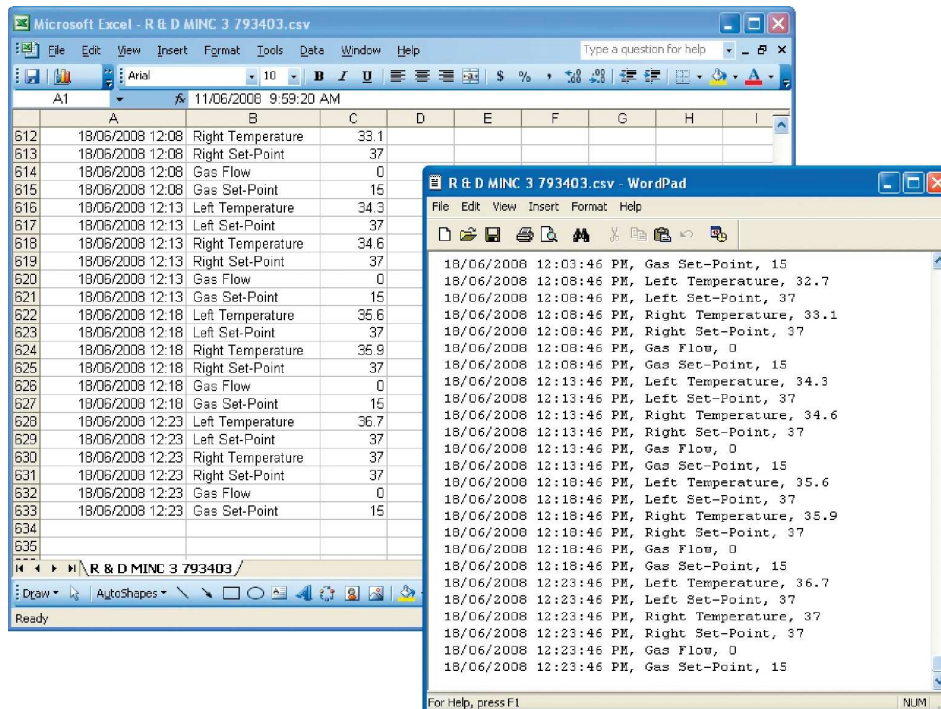 Microsoft Excel - R & D MINC 3 793403.csv
File Edit View Insert Format Tools Data Window Help Type a question for help
Arial 10 B I U $ %
A1 fx 11/06/2008 9:59:20 AM
A B C D E F G H I
612 18/06/2008 12:08 Right Temperature 33.1
613 18/06/2008 12:08 Right Set-Point 37
614 18/06/2008 12:08 Gas Flow 0
615 18/06/2008 12:08 Gas Set-Point 15
616 18/06/2008 12:13 Left Temperature 34.3
617 18/06/2008 12:13 Left Set-Point 37
618 18/06/2008 12:13 Right Temperature 34.6
619 18/06/2008 12:13 Right Set-Point 37
620 18/06/2008 12:13 Gas Flow 0
621 18/06/2008 12:13 Gas Set-Point 15
622 18/06/2008 12:18 Left Temperature 35.6
623 18/06/2008 12:18 Left Set-Point 37
624 18/06/2008 12:18 Right Temperature 35.9
625 18/06/2008 12:18 Right Set-Point 37
626 18/06/2008 12:18 Gas Flow 0
627 18/06/2008 12:18 Gas Set-Point 15
628 18/06/2008 12:23 Left Temperature 36.7
629 18/06/2008 12:23 Left Set-Point 37
630 18/06/2008 12:23 Right Temperature 37
631 18/06/2008 12:23 Right Set-Point 37
632 18/06/2008 12:23 Gas Flow 0
633 18/06/2008 12:23 Gas Set-Point 15
634
635
R & D MINC 3 793403
Draw AutoShapes
Ready
R & D MINC 3 793403.csv - WordPad
File Edit View Insert Format Help
18/06/2008 12:03:46 PM, Gas Set-Point, 15
18/06/2008 12:08:46 PM, Left Temperature, 32.7
18/06/2008 12:08:46 PM, Left Set-Point, 37
18/06/2008 12:08:46 PM, Right Temperature, 33.1
18/06/2008 12:08:46 PM, Right Set-Point, 37
18/06/2008 12:08:46 PM, Gas Flow, 0
18/06/2008 12:08:46 PM, Gas Set-Point, 15
18/06/2008 12:13:46 PM, Left Temperature, 34.3
18/06/2008 12:13:46 PM, Left Set-Point, 37
18/06/2008 12:13:46 PM, Right Temperature, 34.6
18/06/2008 12:13:46 PM, Right Set-Point, 37
18/06/2008 12:13:46 PM, Gas Flow, 0
18/06/2008 12:13:46 PM, Gas Set-Point, 15
18/06/2008 12:18:46 PM, Left Temperature, 35.6
18/06/2008 12:18:46 PM, Left Set-Point, 37
18/06/2008 12:18:46 PM, Right Temperature, 35.9
18/06/2008 12:18:46 PM, Right Set-Point, 37
18/06/2008 12:18:46 PM, Gas Flow, 0
18/06/2008 12:18:46 PM, Gas Set-Point, 15
18/06/2008 12:23:46 PM, Left Temperature, 36.7
18/06/2008 12:23:46 PM, Left Set-Point, 37
18/06/2008 12:23:46 PM, Right Temperature, 37
18/06/2008 12:23:46 PM, Right Set-Point, 37
18/06/2008 12:23:46 PM, Gas Flow, 0
18/06/2008 12:23:46 PM, Gas Set-Point, 15
For Help, press F1 NUM